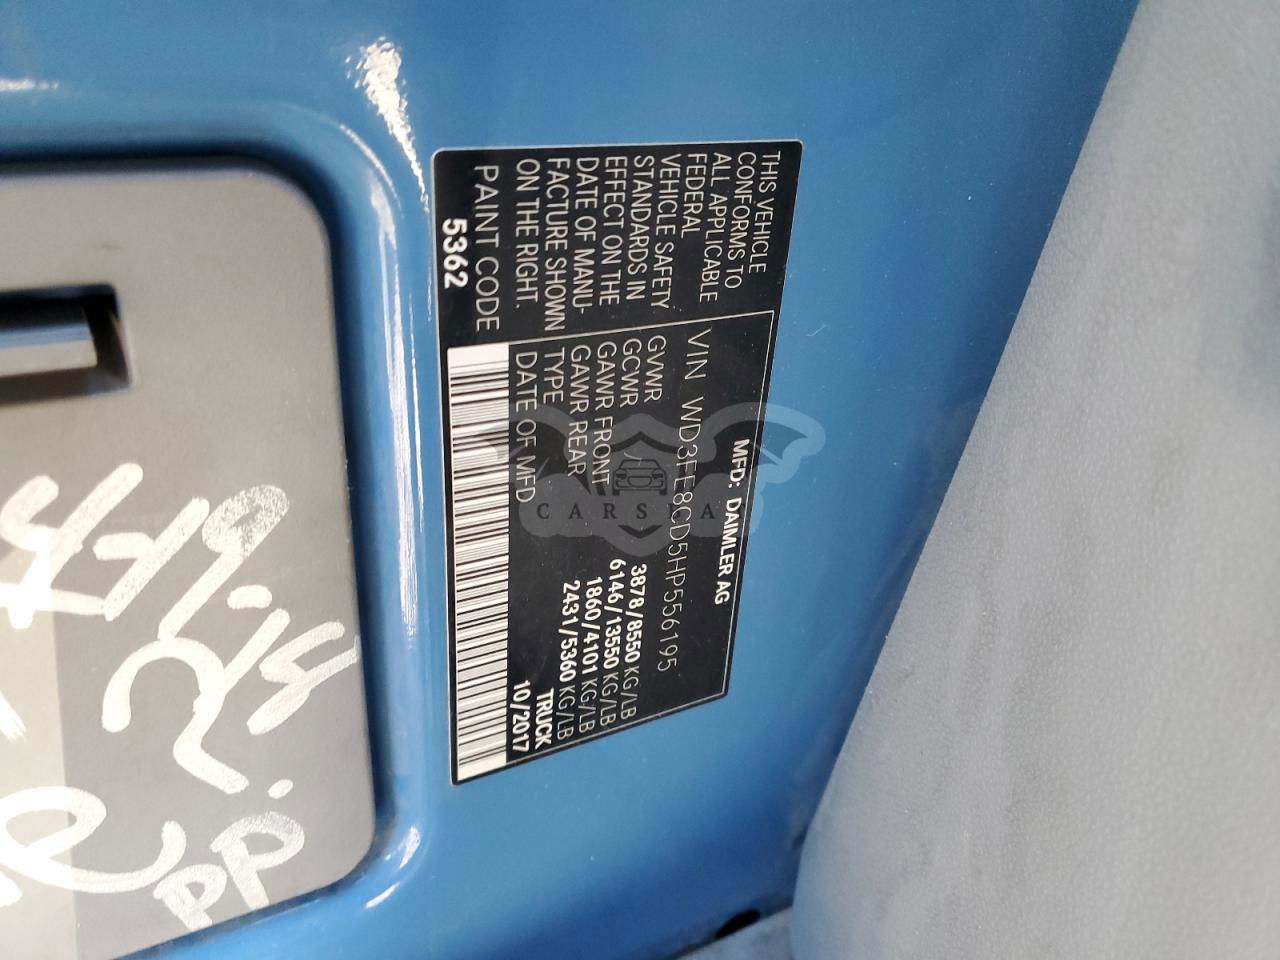 MFD: DAIMLER AG
VIN WD3FE8CD5HP556195
GVWR 3878/8550 KG/LB
GCWR 6146/13550 KG/LB
GAWR FRONT 1860/4101 KG/LB
GAWR REAR 2431/5360 KG/LB
TYPE TRUCK
DATE OF MFD 10/2017
THIS VEHICLE
CONFORMS TO
ALL APPLICABLE
FEDERAL
VEHICLE SAFETY
STANDARDS IN
EFFECT ON THE
DATE OF MANU-
FACTURE SHOWN
ON THE RIGHT.
PAINT CODE
5362
PP